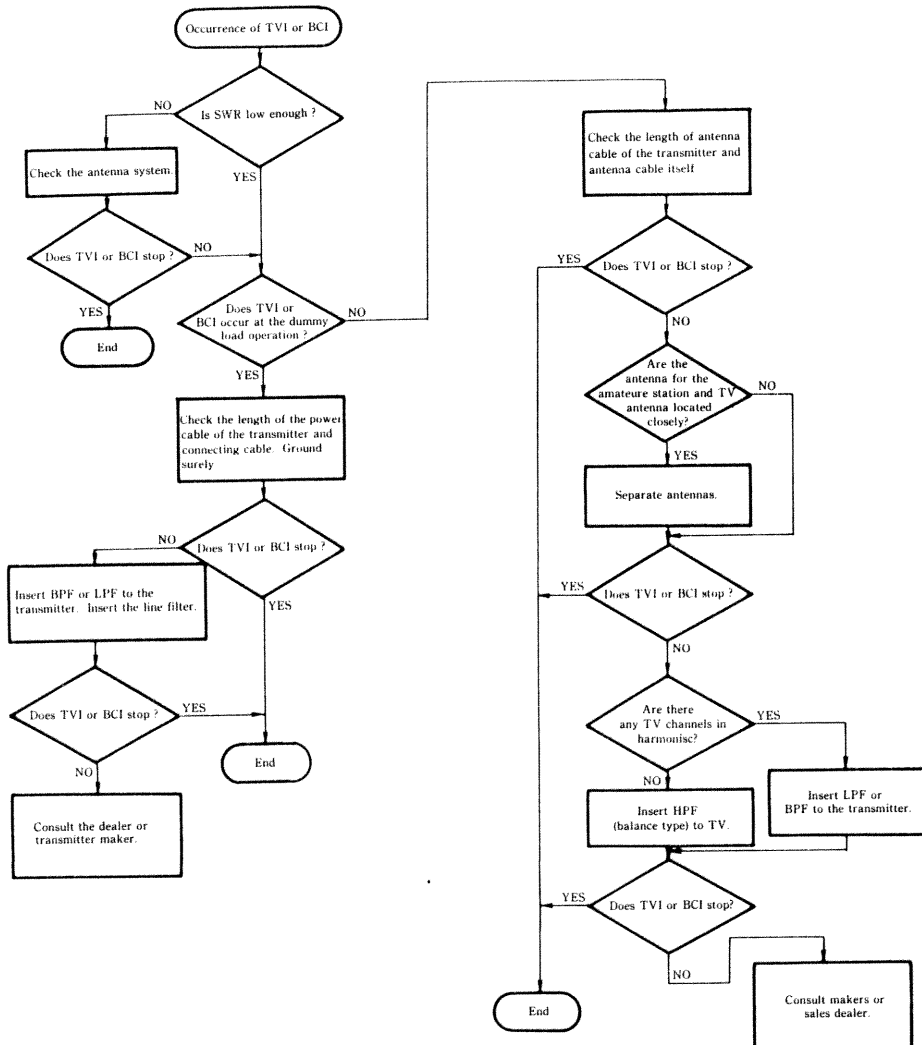 Occurrence of TVI or BCI
Is SWR low enough ?
NO
YES
Check the antenna system.
Does TVI or BCI stop ?
NO
YES
End
Does TVI or
BCI occur at the dummy
load operation ?
NO
YES
Check the length of the power
cable of the transmitter and
connecting cable. Ground
surely
Does TVI or BCI stop ?
NO
YES
Insert BPF or LPF to the
transmitter. Insert the line filter.
Does TVI or BCI stop ?
YES
NO
End
Consult the dealer or
transmitter maker.
Check the length of antenna
cable of the transmitter and
antenna cable itself
Does TVI or BCI stop ?
YES
NO
Are the
antenna for the
amateure station and TV
antenna located
closely?
NO
YES
Separate antennas.
Does TVI or BCI stop ?
YES
NO
Are there
any TV channels in
harmonisc?
YES
NO
Insert HPF
(balance type) to TV.
Insert LPF or
BPF to the transmitter.
Does TVI or BCI stop?
YES
NO
End
Consult makers or
sales dealer.